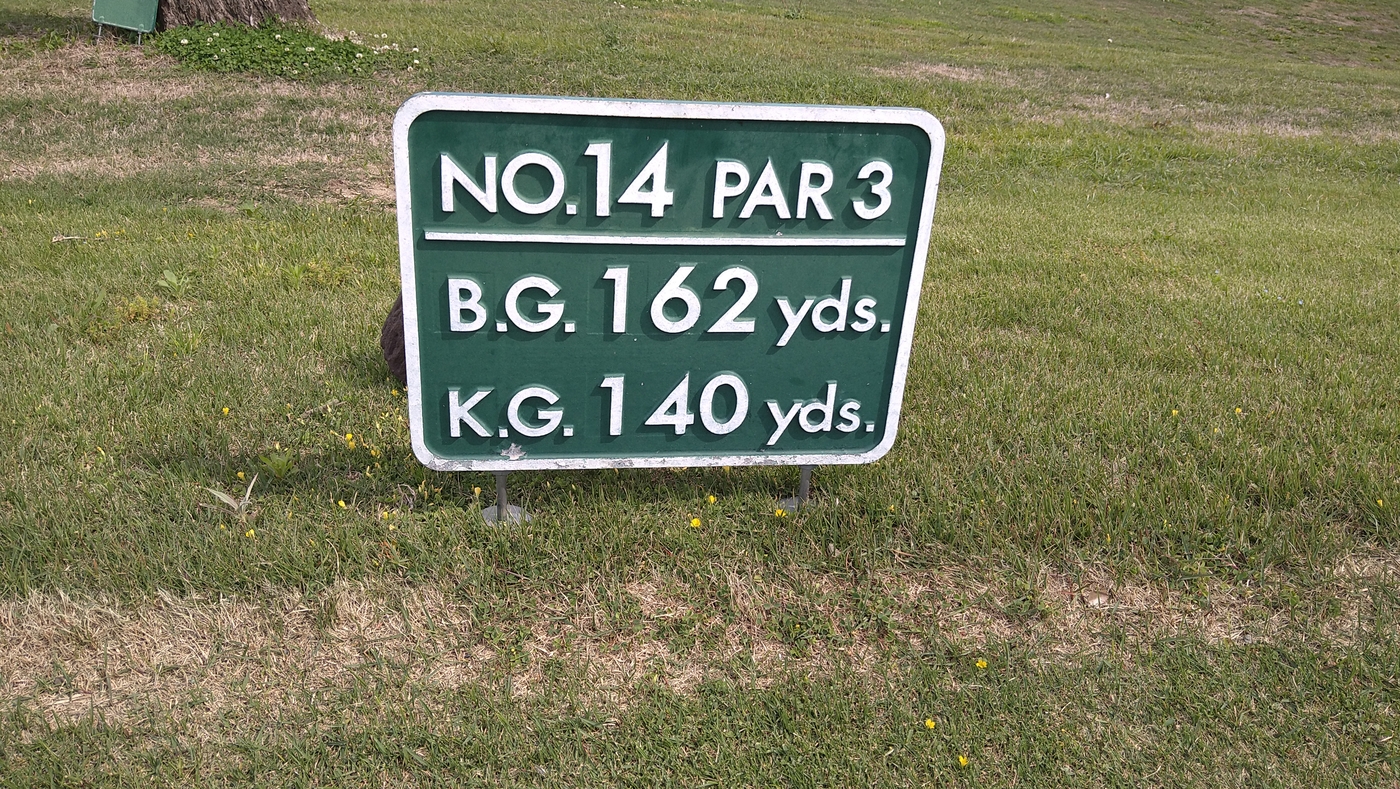 NO.14 PAR 3
B.G. 162 yds.
K.G. 140 yds.